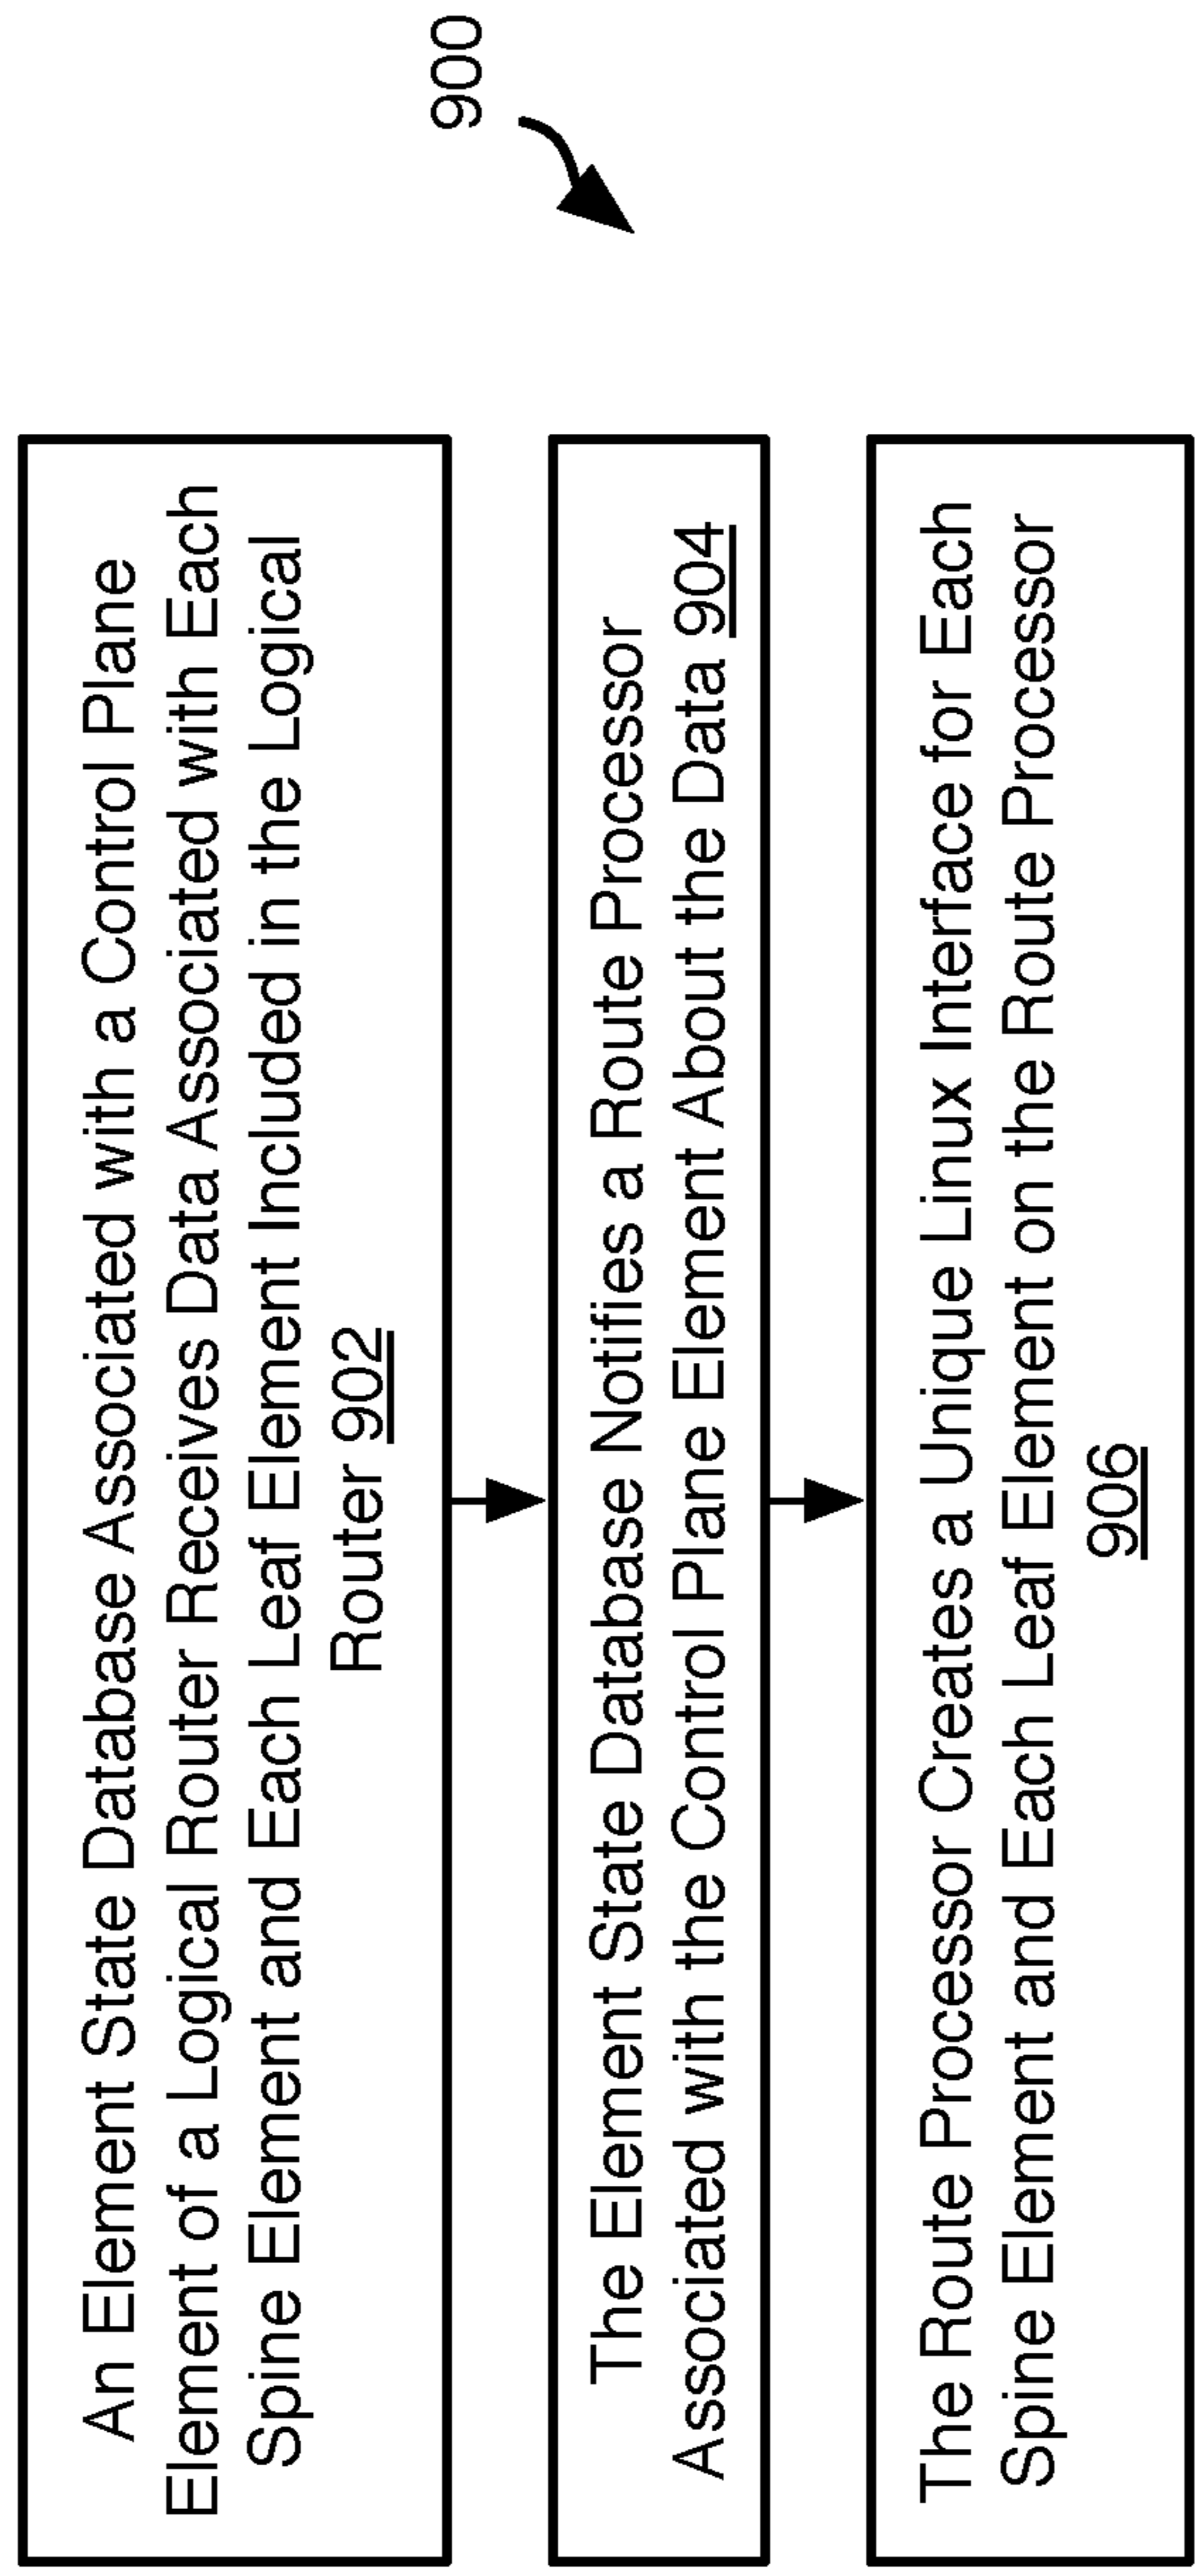 900
An Element State Database Associated with a Control Plane
Element of a Logical Router Receives Data Associated with Each
Spine Element and Each Leaf Element Included in the Logical
Router 902
The Element State Database Notifies a Route Processor
Associated with the Control Plane Element About the Data 904
The Route Processor Creates a Unique Linux Interface for Each
Spine Element and Each Leaf Element on the Route Processor
906